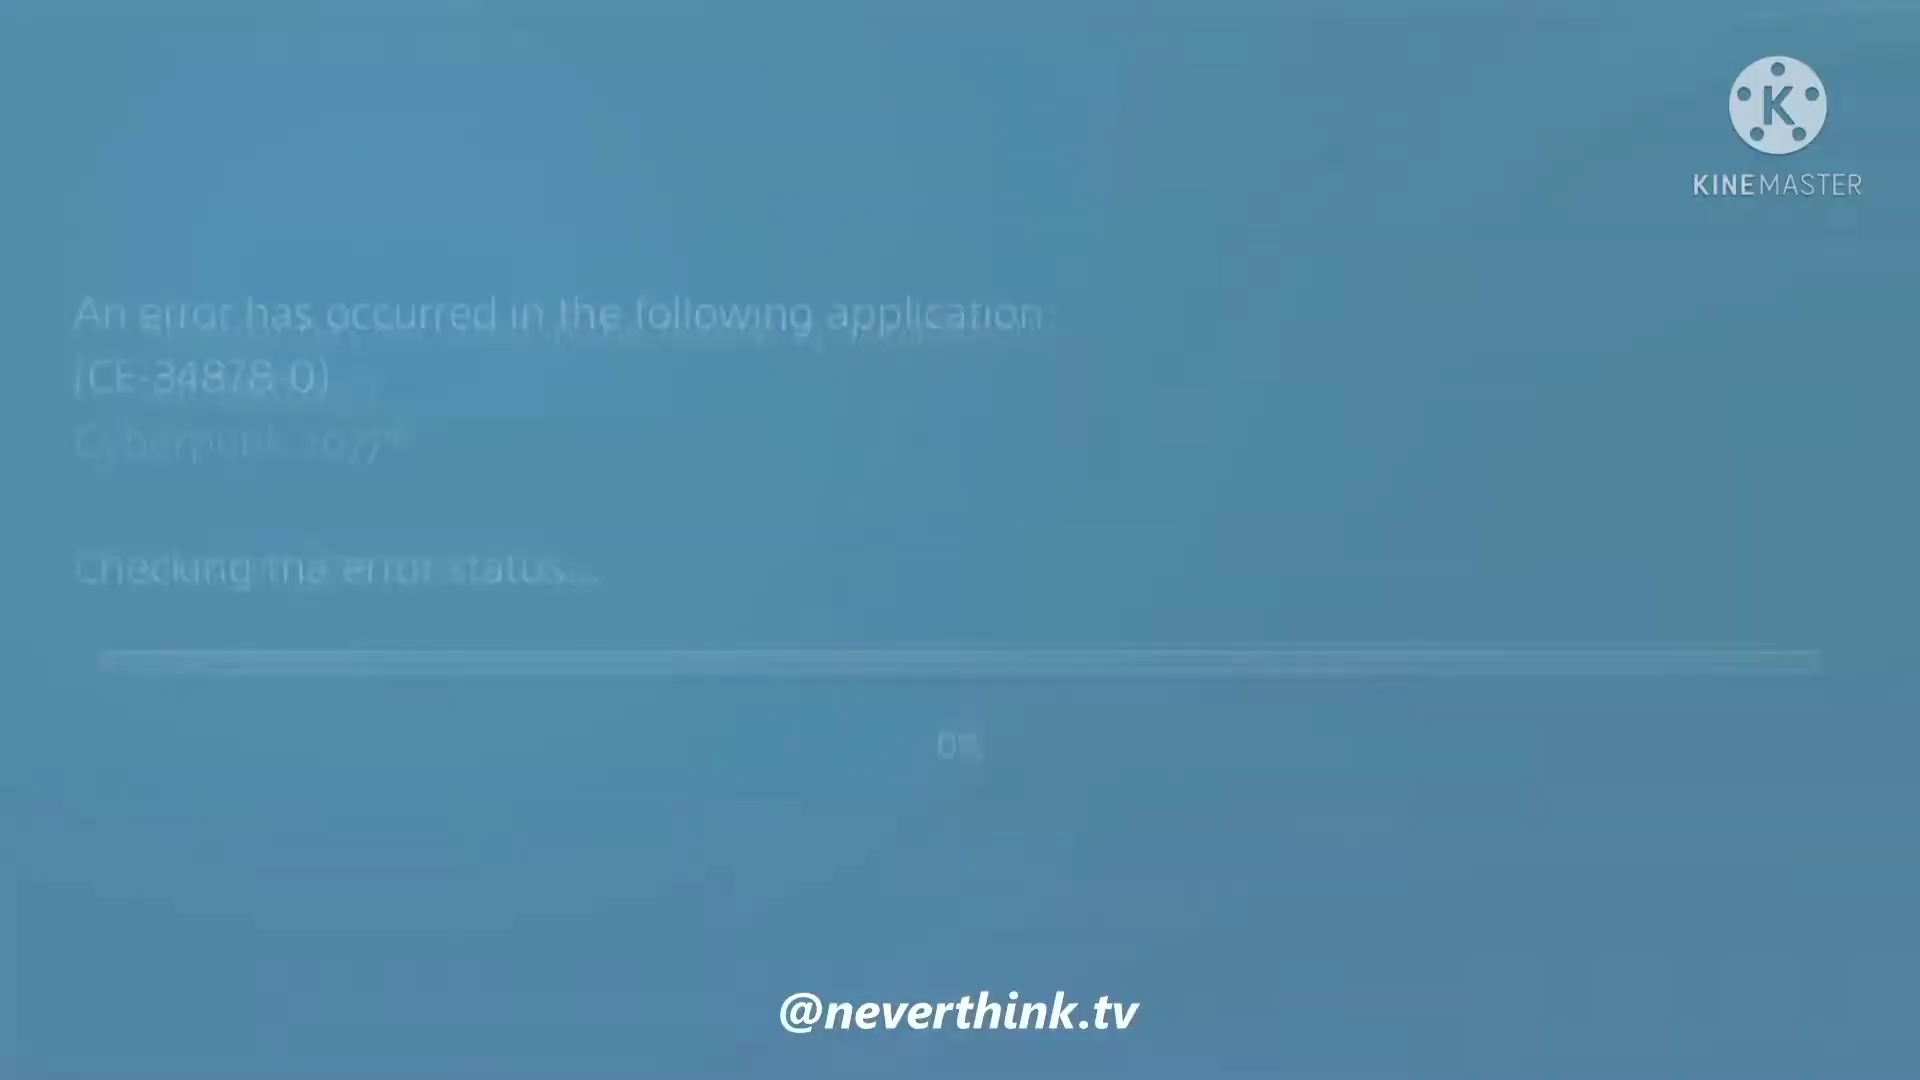 K
KINEMASTER
An error has occurred in the following application:
(CE-34878-0)
Cyberpunk 2077®
Checking the error status...
0%
@neverthink.tv